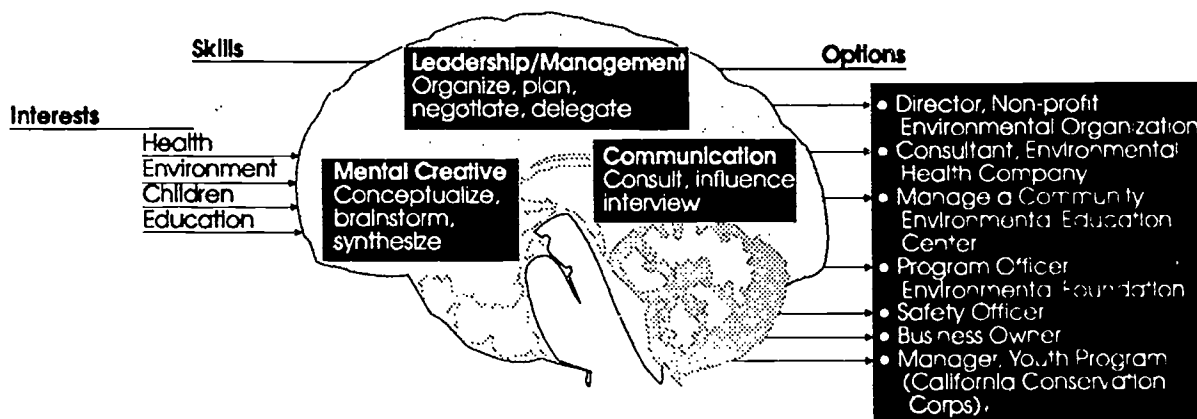 Skills
Leadership/Management
Organize, plan,
negotiate, delegate
Options
Interests
Health
Environment
Children
Education
Mental Creative
Conceptualize,
brainstorm,
synthesize
Communication
Consult, influence
interview
• Director, Non-profit
Environmental Organization
• Consultant, Environmental
Health Company
• Manage a Community
Environmental Education
Center
• Program Officer
Environmental Foundation
• Safety Officer
• Business Owner
• Manager, Youth Program
(California Conservation
Corps)